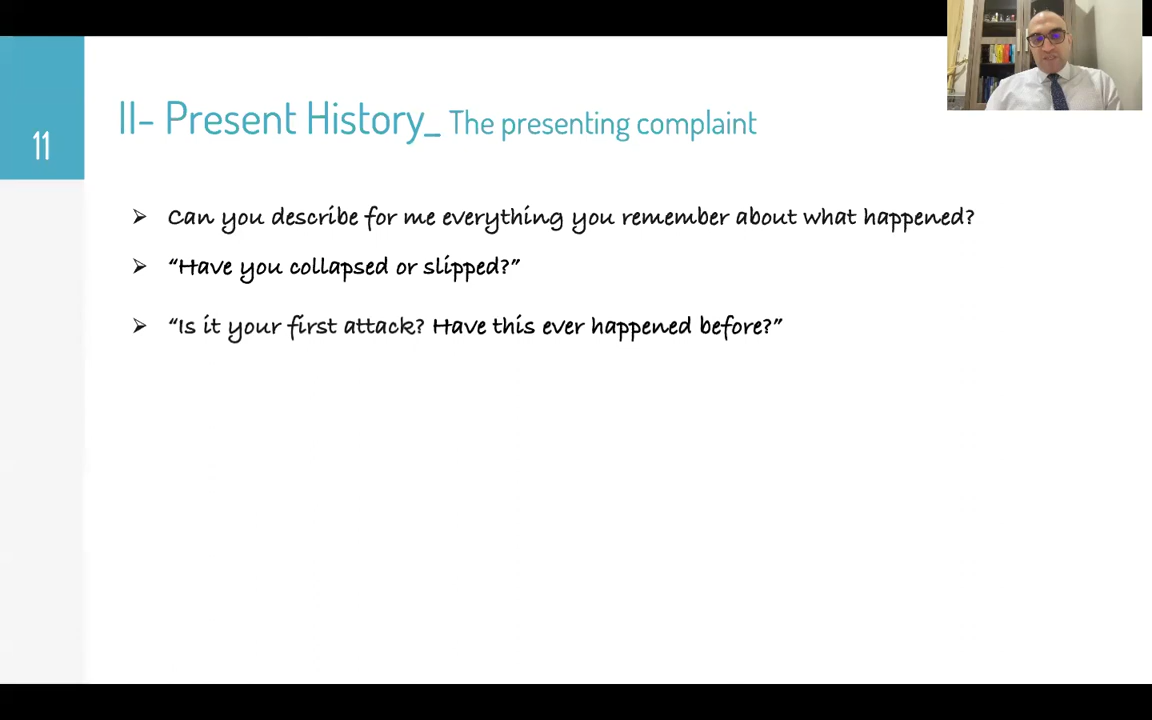 11
II- Present History_ The presenting complaint
➢ Can you describe for me everything you remember about what happened?
➢ “Have you collapsed or slipped?”
➢ “Is it your first attack? Have this ever happened before?”